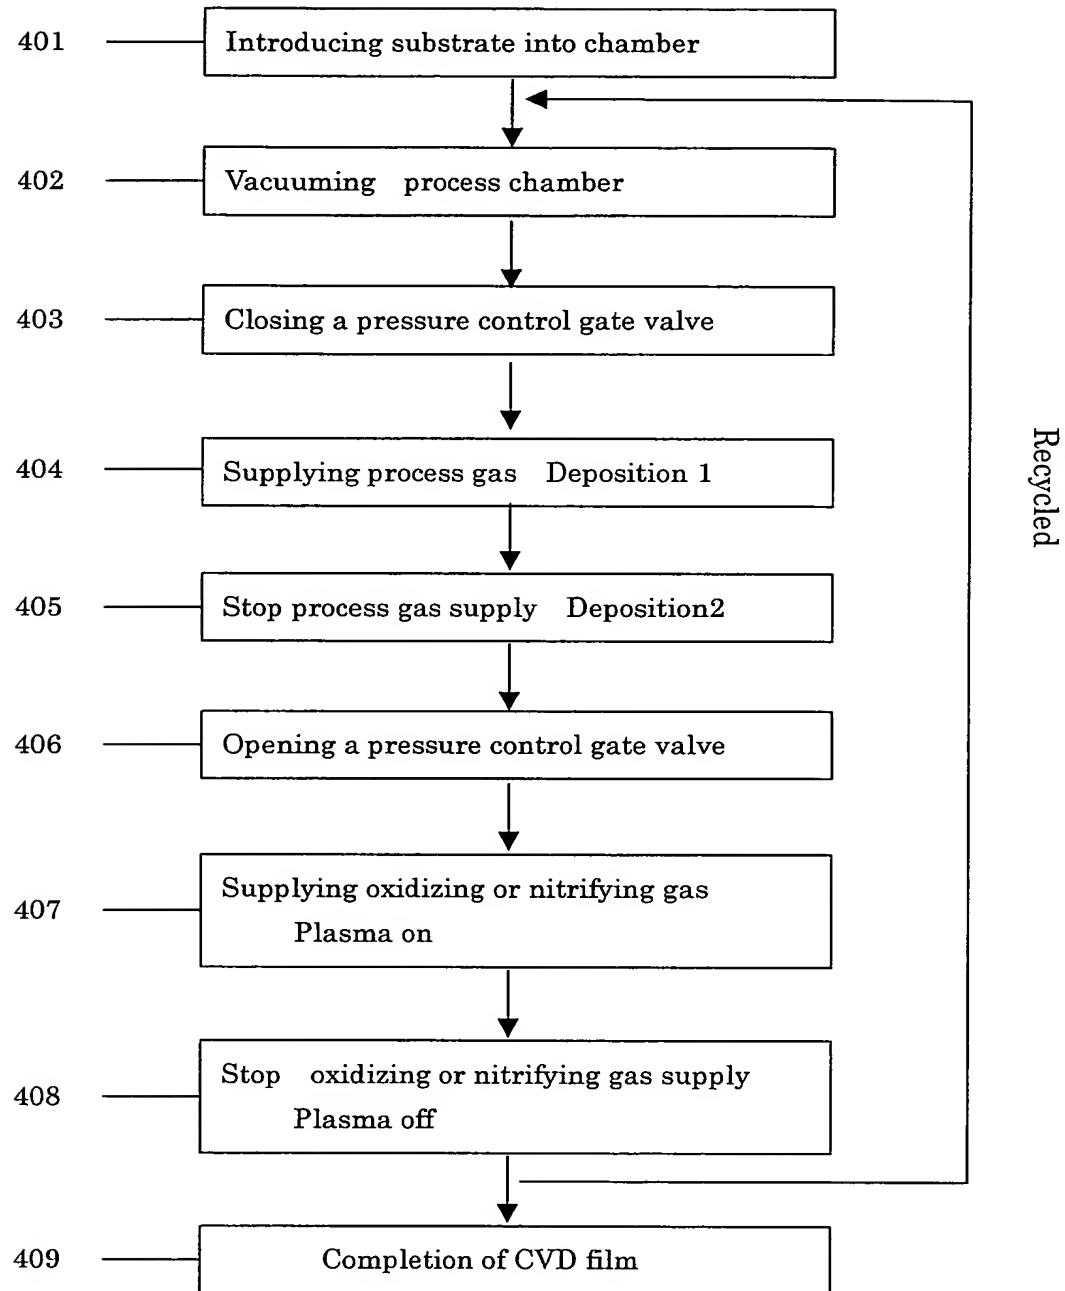 401 Introducing substrate into chamber
402 Vacuuming process chamber
403 Closing a pressure control gate valve
Recycled
404 Supplying process gas Deposition 1
405 Stop process gas supply Deposition2
406 Opening a pressure control gate valve
407 Supplying oxidizing or nitrifying gas
Plasma on
408 Stop oxidizing or nitrifying gas supply
Plasma off
409 Completion of CVD film